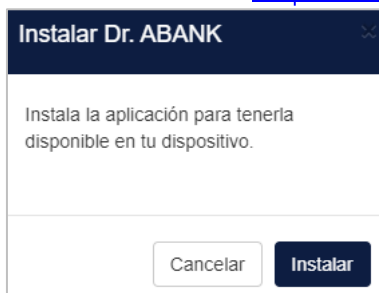 Instalar Dr. ABANK
Instala la aplicación para tenerla
disponible en tu dispositivo.
Cancelar Instalar